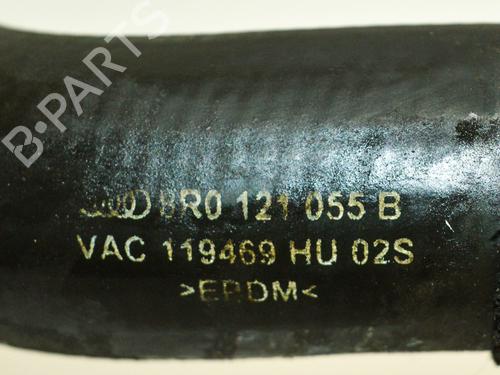 B-PARTS
8R0 121 055 B
VAC 119469 HU 02S
>EPDM<